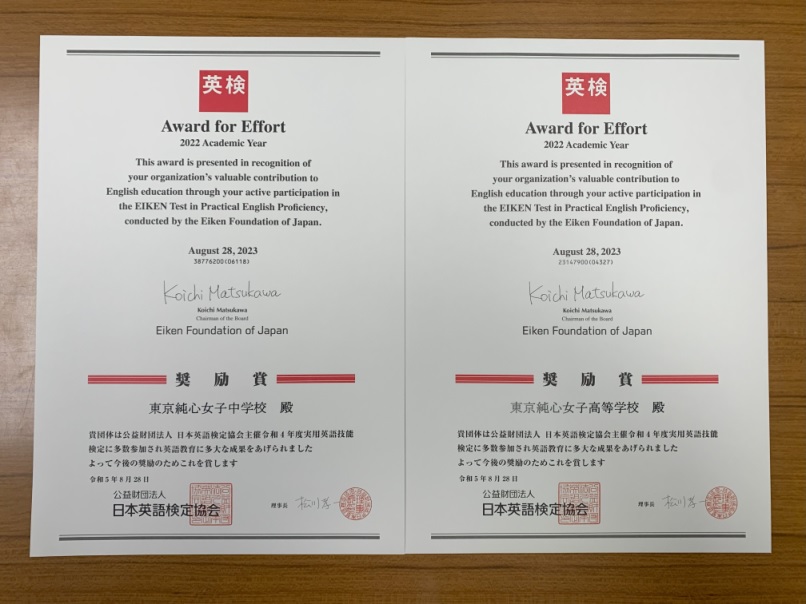 英検
Award for Effort
2022 Academic Year
This award is presented in recognition of
your organization's valuable contribution to
English education through your active participation in
the EIKEN Test in Practical English Proficiency,
conducted by the Eiken Foundation of Japan.
August 28, 2023
38776200(06118)
Koichi Matsukawa
Koichi Matsukawa
Chairman of the Board
Eiken Foundation of Japan
奨励賞
東京純心女子中学校 殿
貴団体は公益財団法人 日本英語検定協会主催令和4年度実用英語技能
検定に多数参加され英語教育に多大な成果をあげられました
よって今後の奨励のためこれを賞します
令和5年8月28日
公益財団法人
日本英語検定協会
理事長 松川孝一
英検
Award for Effort
2022 Academic Year
This award is presented in recognition of
your organization's valuable contribution to
English education through your active participation in
the EIKEN Test in Practical English Proficiency,
conducted by the Eiken Foundation of Japan.
August 28, 2023
23147900(04327)
Koichi Matsukawa
Koichi Matsukawa
Chairman of the Board
Eiken Foundation of Japan
奨励賞
東京純心女子高等学校 殿
貴団体は公益財団法人 日本英語検定協会主催令和4年度実用英語技能
検定に多数参加され英語教育に多大な成果をあげられました
よって今後の奨励のためこれを賞します
令和5年8月28日
公益財団法人
日本英語検定協会
理事長 松川孝一